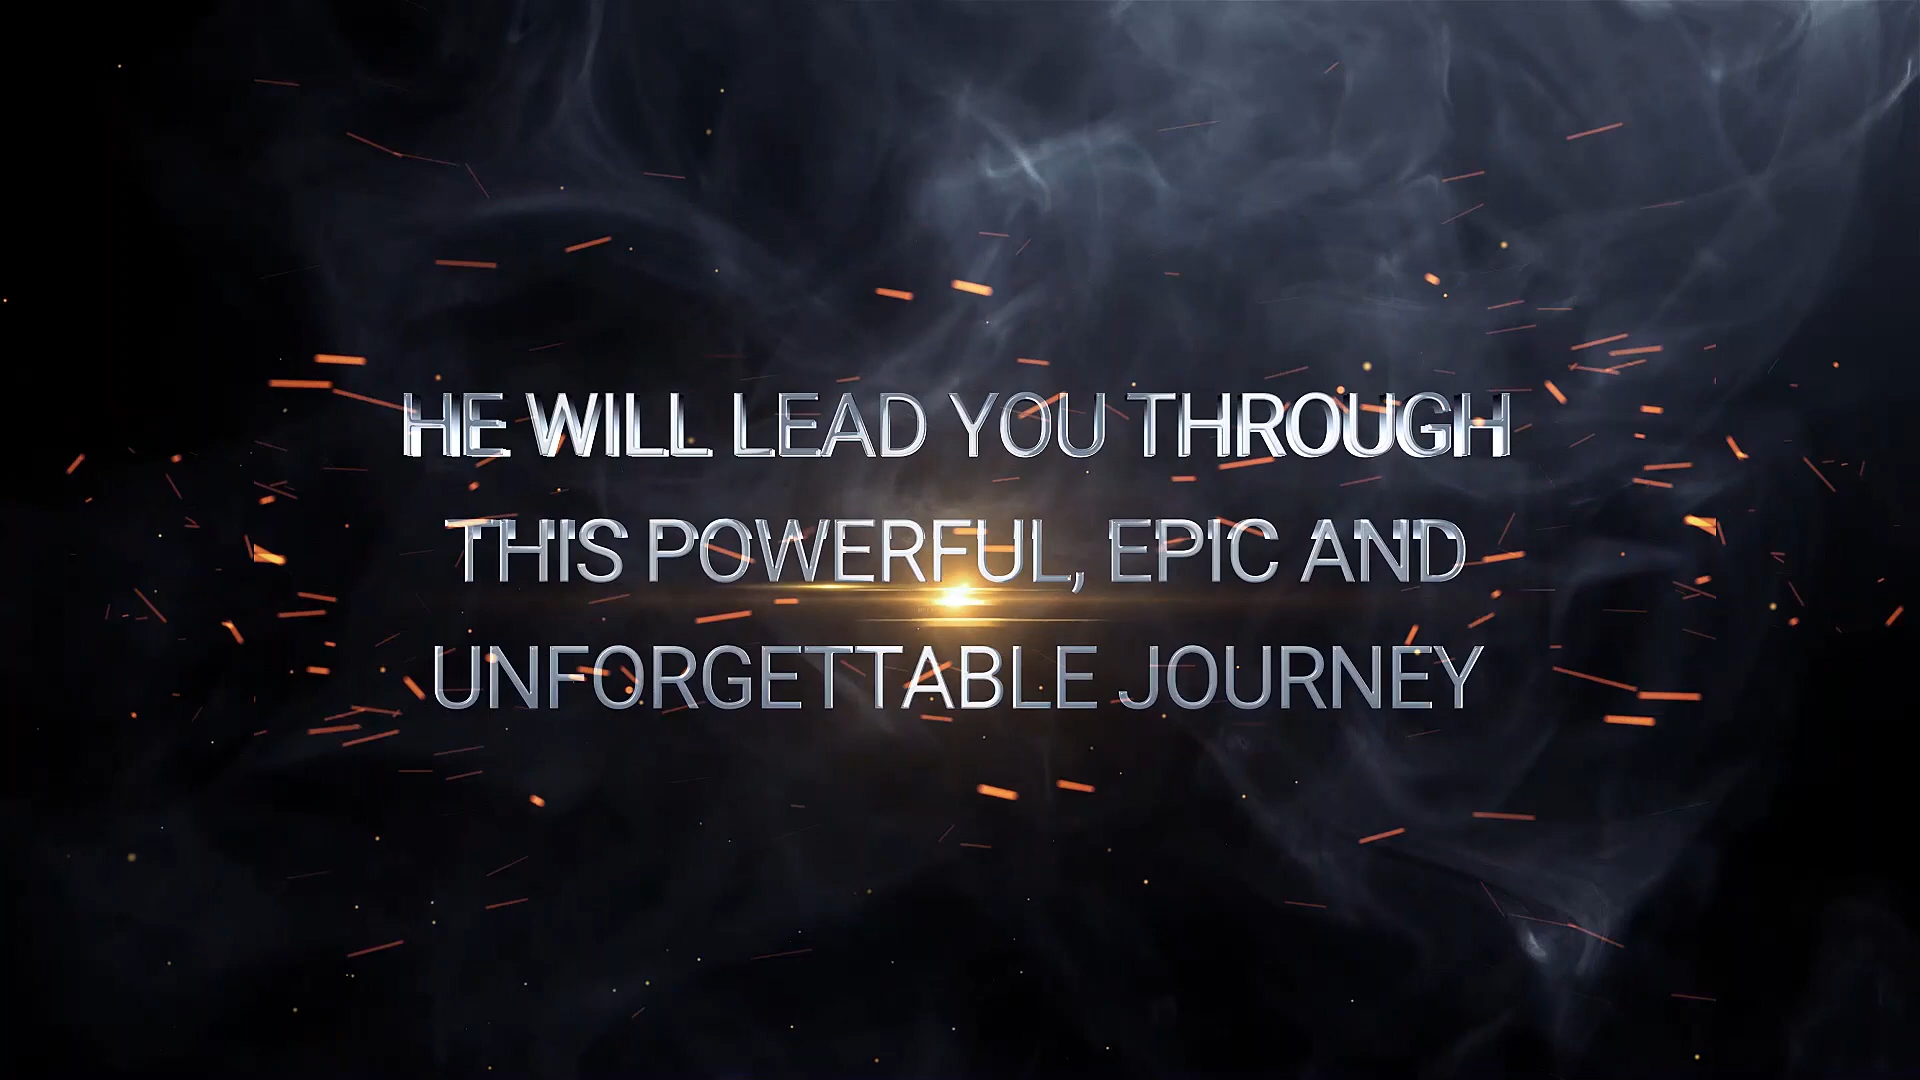 HE WILL LEAD YOU THROUGH
THIS POWERFUL, EPIC AND
UNFORGETTABLE JOURNEY